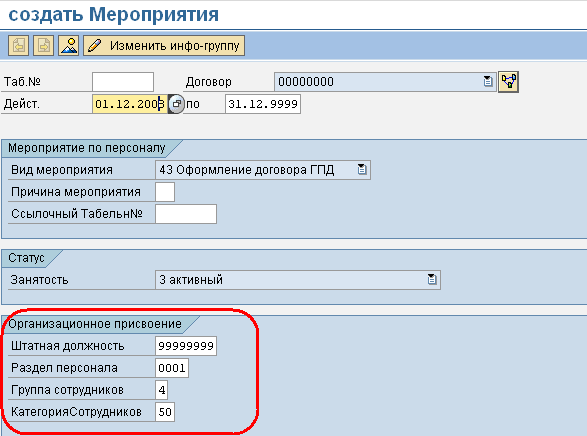 создать Мероприятия
Изменить инфо-группу
Таб.№ Договор 00000000
Дейст. 01.12.2003 по 31.12.9999
Мероприятие по персоналу
Вид мероприятия 43 Оформление договора ГПД
Причина мероприятия
Ссылочный Табельн№
Статус
Занятость 3 активный
Организационное присвоение
Штатная должность 99999999
Раздел персонала 0001
Группа сотрудников 4
КатегорияСотрудников 50